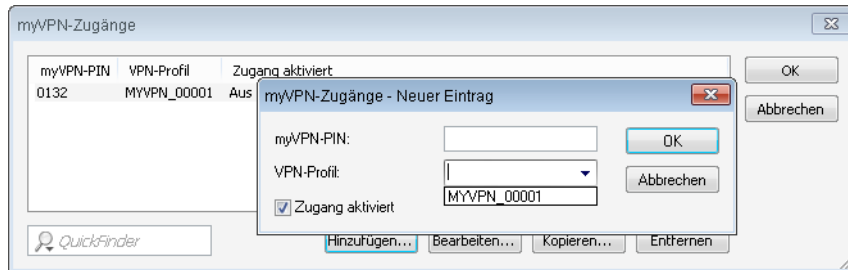 myVPN-Zugänge
myVPN-PIN VPN-Profil Zugang aktiviert
OK
0132 MYVPN_00001 Aus
Abbrechen
myVPN-Zugänge - Neuer Eintrag
myVPN-PIN:
OK
VPN-Profil:
Abbrechen
MYVPN_00001
Zugang aktiviert
QuickFinder
Hinzufügen... Bearbeiten... Kopieren... Entfernen